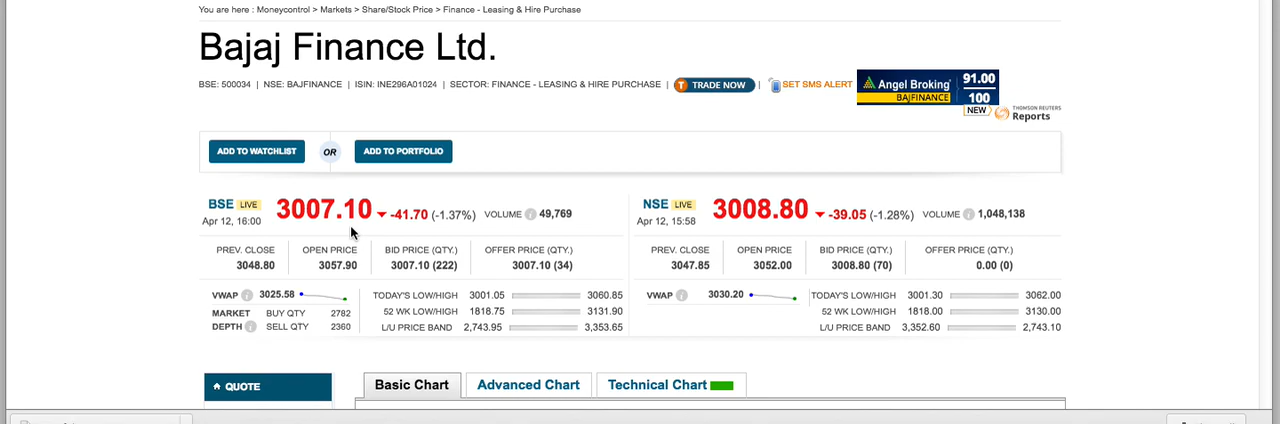 You are here : Moneycontrol > Markets > Share/Stock Price > Finance - Leasing & Hire Purchase
Bajaj Finance Ltd.
BSE: 500034 | NSE: BAJFINANCE | ISIN: INE296A01024 | SECTOR: FINANCE - LEASING & HIRE PURCHASE | T TRADE NOW | SET SMS ALERT
Angel Broking 91.00
BAJFINANCE 100
NEW THOMSON REUTERS
Reports
ADD TO WATCHLIST OR ADD TO PORTFOLIO
BSE LIVE 3007.10 -41.70 (-1.37%) VOLUME i 49,769
Apr 12, 16:00
PREV. CLOSE OPEN PRICE BID PRICE (QTY.) OFFER PRICE (QTY.)
3048.80 3057.90 3007.10 (222) 3007.10 (34)
VWAP i 3025.58
MARKET BUY QTY 2782
DEPTH i SELL QTY 2360
TODAY'S LOW/HIGH 3001.05 3060.85
52 WK LOW/HIGH 1818.75 3131.90
L/U PRICE BAND 2,743.95 3,353.65
NSE LIVE 3008.80 -39.05 (-1.28%) VOLUME i 1,048,138
Apr 12, 15:58
PREV. CLOSE OPEN PRICE BID PRICE (QTY.) OFFER PRICE (QTY.)
3047.85 3052.00 3008.80 (70) 0.00 (0)
VWAP i 3030.20
TODAY'S LOW/HIGH 3001.30 3062.00
52 WK LOW/HIGH 1818.00 3130.00
L/U PRICE BAND 3,352.60 2,743.10
QUOTE
Basic Chart Advanced Chart Technical Chart